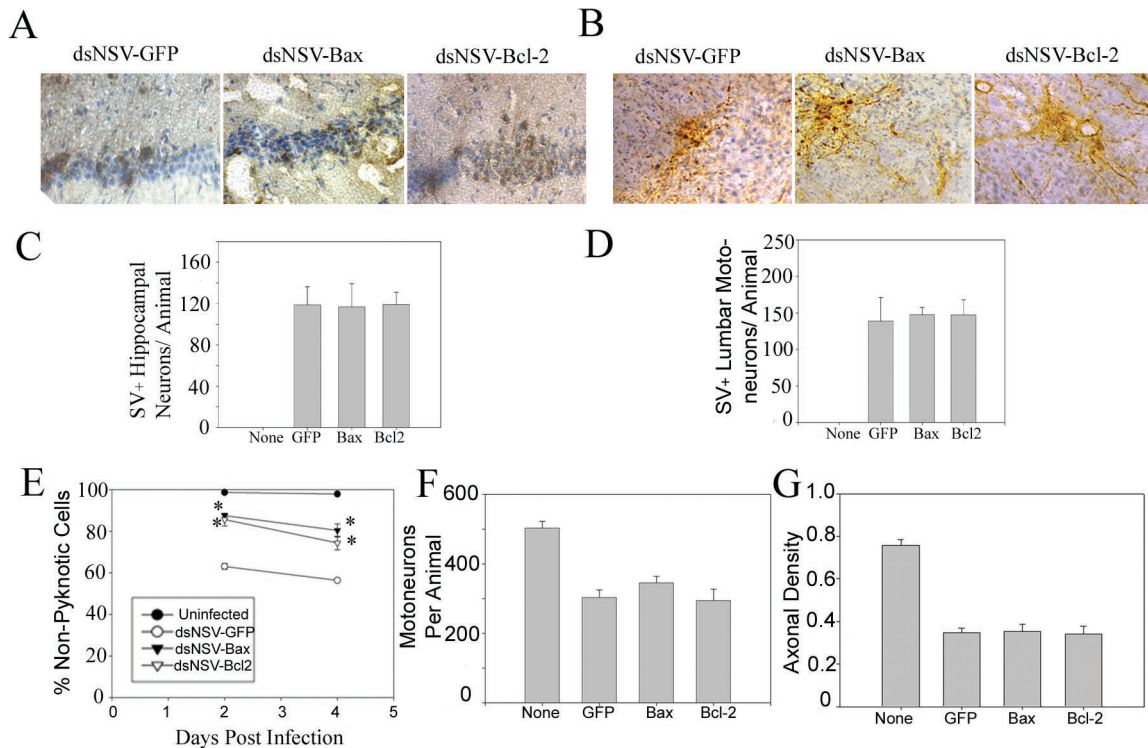 A
dsNSV-GFP dsNSV-Bax dsNSV-Bcl-2
B
dsNSV-GFP dsNSV-Bax dsNSV-Bcl-2
C
SV+ Hippocampal
Neurons/ Animal
160
120
80
40
0
None GFP Bax Bcl2
D
SV+ Lumbar Moto-
neurons/ Animal
250
200
150
100
50
0
None GFP Bax Bcl2
E
% Non-Pyknotic Cells
100
80
60
40
20
0
* *
* *
Uninfected
dsNSV-GFP
dsNSV-Bax
dsNSV-Bcl2
0 1 2 3 4 5
Days Post Infection
F
Motoneurons
Per Animal
600
400
200
0
None GFP Bax Bcl-2
G
Axonal Density
1.0
0.8
0.6
0.4
0.2
0
None GFP Bax Bcl-2